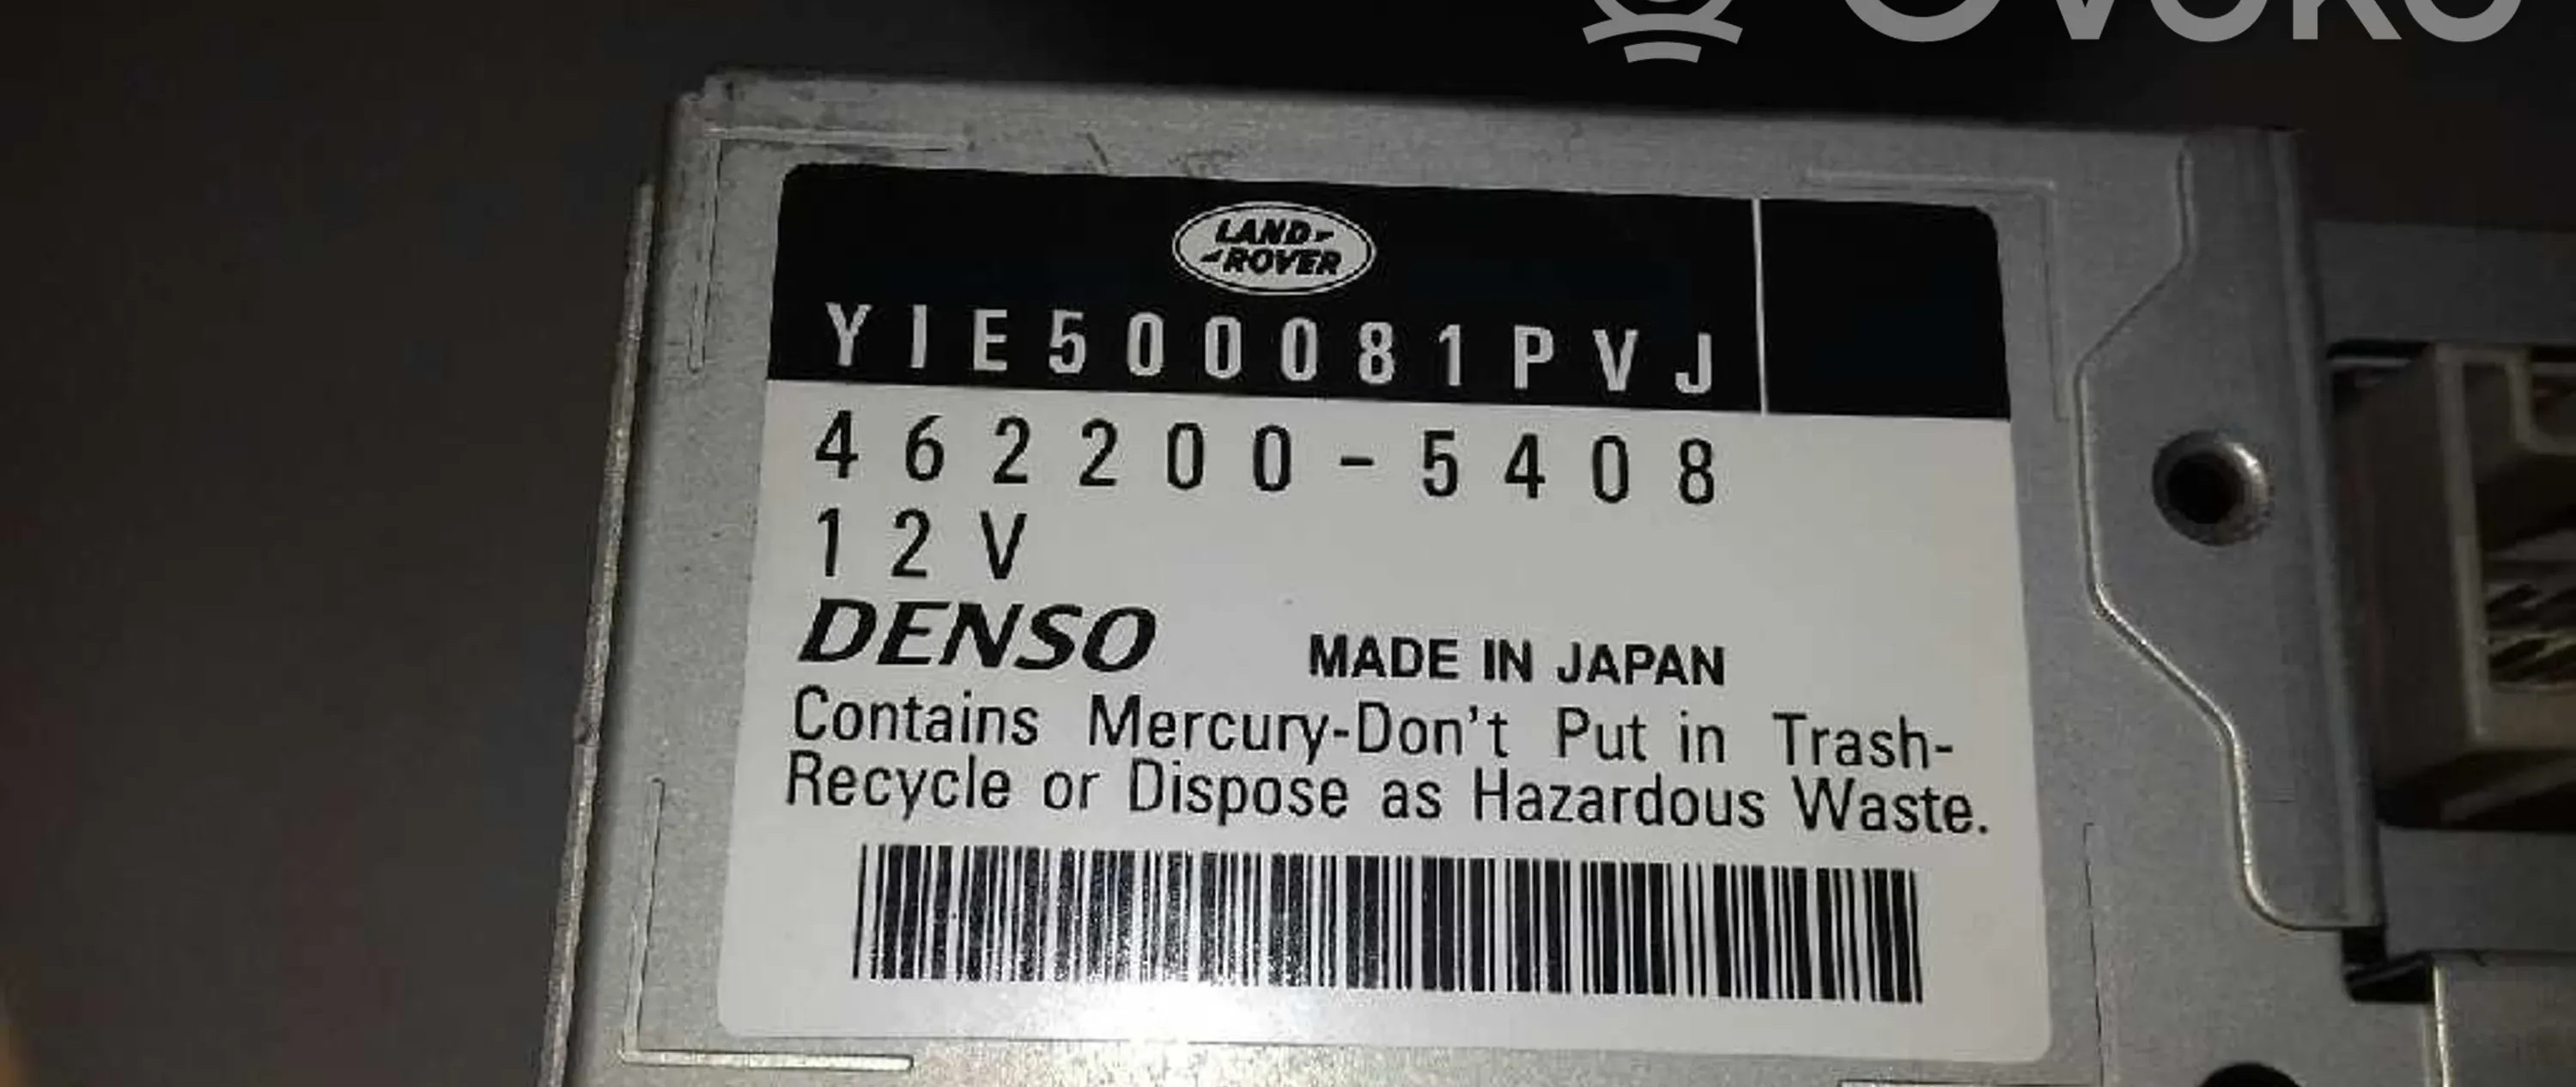 LAND-
-ROVER
YIE500081PVJ
462200-5408
12V
DENSO MADE IN JAPAN
Contains Mercury-Don't Put in Trash-
Recycle or Dispose as Hazardous Waste.